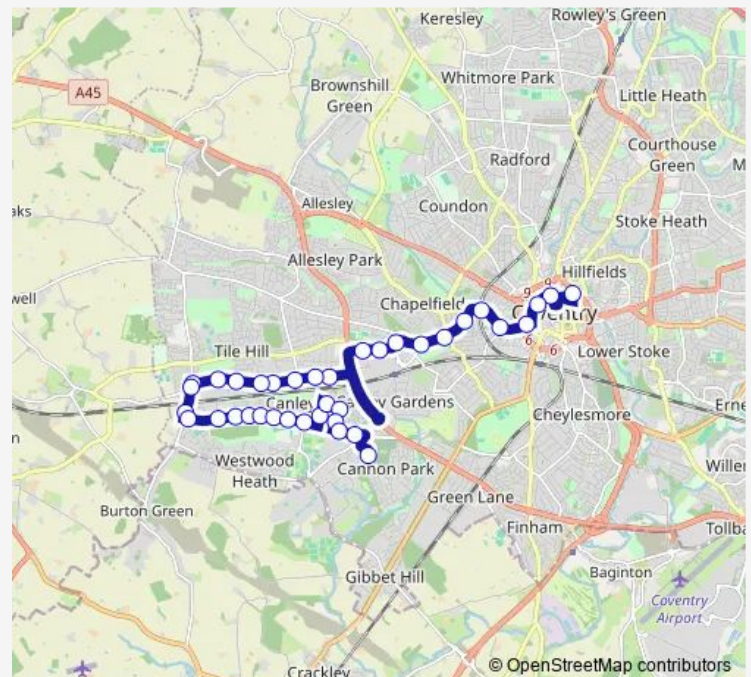 Keresley
Rowley's Green
A45
Brownshill
Green
Whitmore Park
Little Heath
Courthouse
Green
Radford
M
Allesley
Coundon
Stoke Heath
aks
Allesley Park
Hillfields
well
Chapelfield
9
9
Coventry
Tile Hill
6
6
Lower Stoke
Canley
Gardens
Cheylesmore
Erne
n
Westwood
Heath
Cannon Park
Willen
Burton Green
Green Lane
Finham
Tollba
Gibbet Hill
Baginton
Coventry
Airport
Crackley
© OpenStreetMap contributors